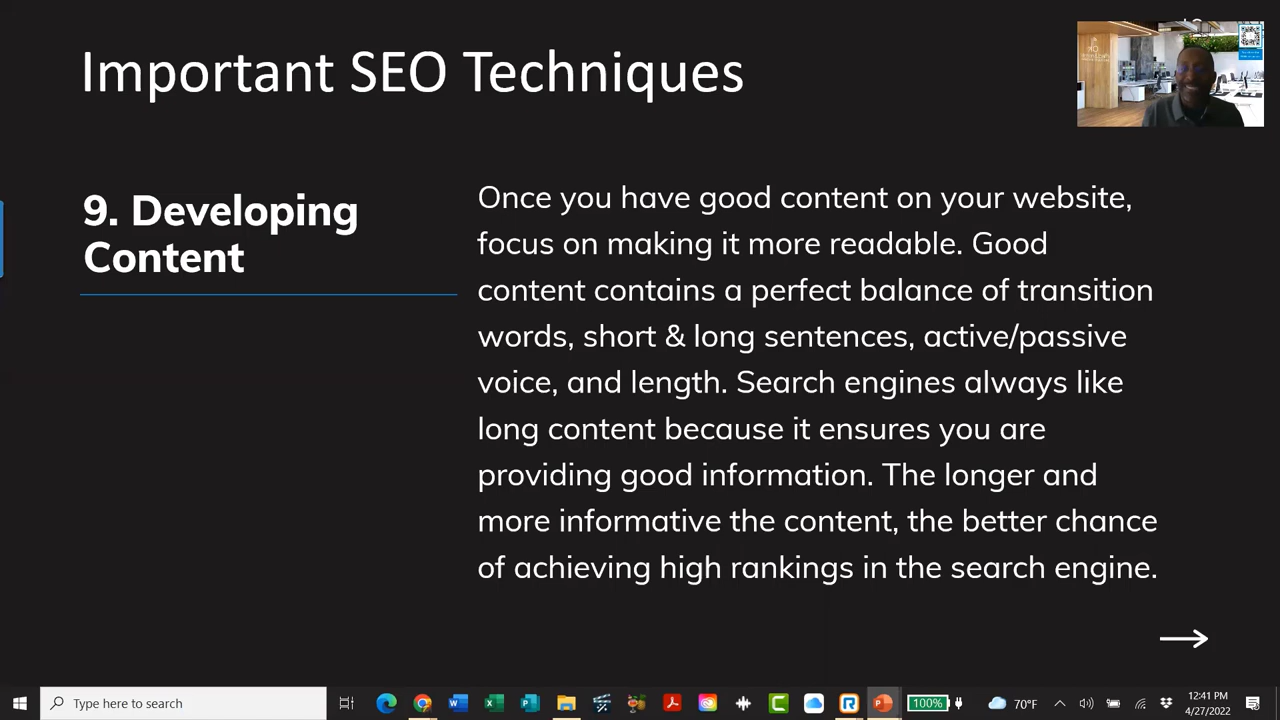 Important SEO Techniques
9. Developing
Content
Once you have good content on your website,
focus on making it more readable. Good
content contains a perfect balance of transition
words, short & long sentences, active/passive
voice, and length. Search engines always like
long content because it ensures you are
providing good information. The longer and
more informative the content, the better chance
of achieving high rankings in the search engine.
Type here to search
100%
70°F
12:41 PM
4/27/2022